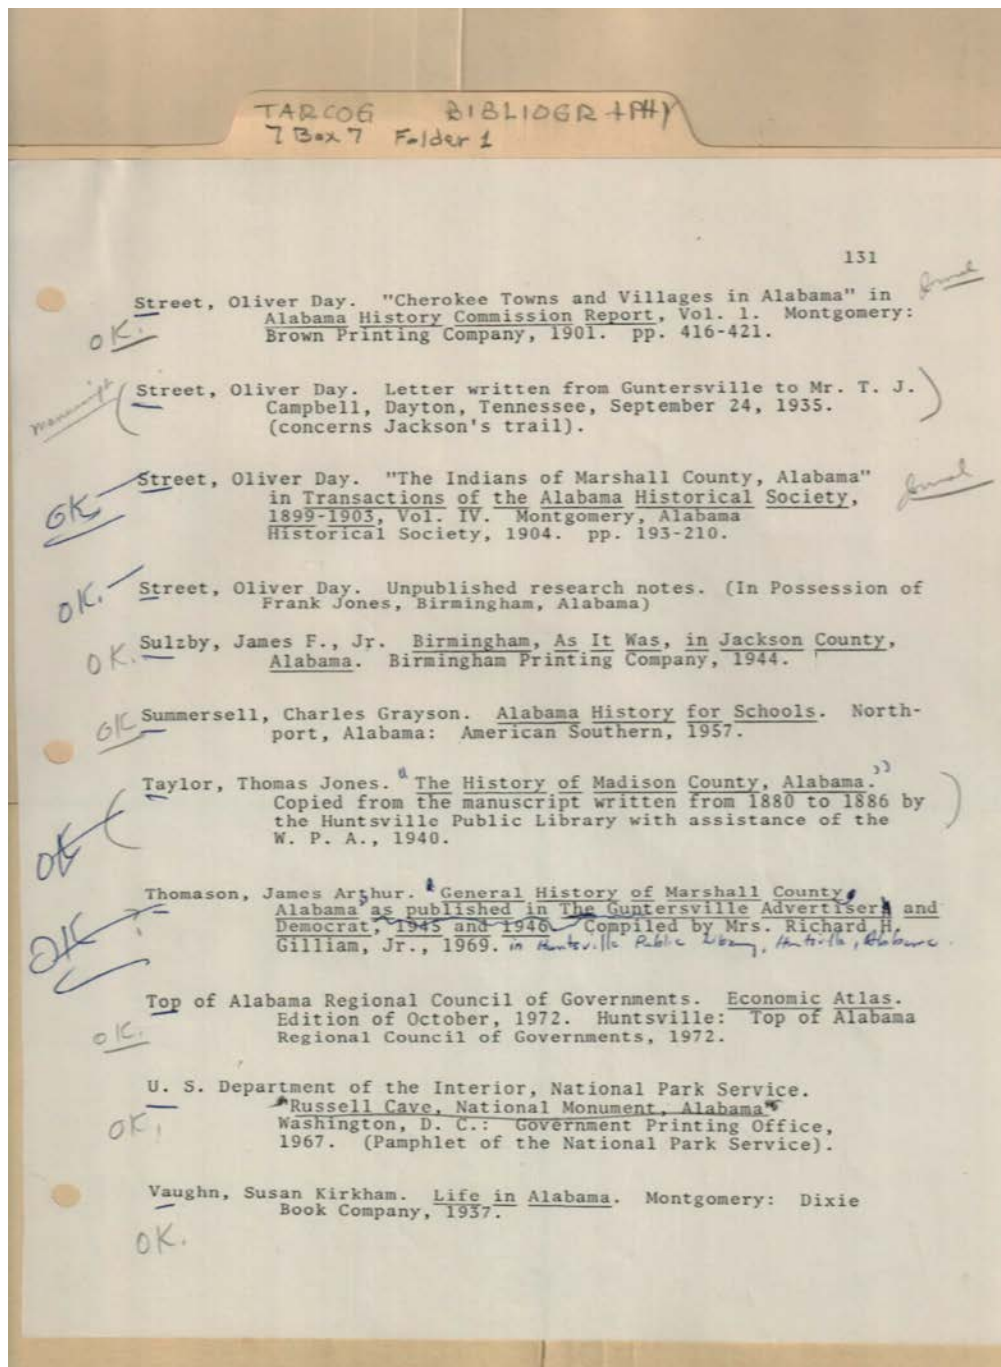 TARCOG BIBLIOGRAPHY
7 Box 7 Folder 1
131
Street, Oliver Day. "Cherokee Towns and Villages in Alabama" in
Alabama History Commission Report, Vol. 1. Montgomery:
OK.
Brown Printing Company, 1901. pp. 416-421.
manuscript
(Street, Oliver Day. Letter written from Guntersville to Mr. T. J.
Campbell, Dayton, Tennessee, September 24, 1935.
(concerns Jackson's trail). )
Street, Oliver Day. "The Indians of Marshall County, Alabama"
in Transactions of the Alabama Historical Society,
OK
1899-1903, Vol. IV. Montgomery, Alabama
Historical Society, 1904. pp. 193-210.
OK. Street, Oliver Day. Unpublished research notes. (In Possession of
Frank Jones, Birmingham, Alabama)
OK. Sulzby, James F., Jr. Birmingham, As It Was, in Jackson County,
Alabama. Birmingham Printing Company, 1944.
OK Summersell, Charles Grayson. Alabama History for Schools. North-
port, Alabama: American Southern, 1957.
(Taylor, Thomas Jones. "The History of Madison County, Alabama."
Copied from the manuscript written from 1880 to 1886 by
the Huntsville Public Library with assistance of the
OK
W. P. A., 1940. )
Thomason, James Arthur. "General History of Marshall County,
Alabama as published in The Guntersville Advertiser and
OK ?-
Democrat, 1945 and 1946. Compiled by Mrs. Richard H.
Gilliam, Jr., 1969. in Huntsville Public Library, Huntsville, Alabama.
Top of Alabama Regional Council of Governments. Economic Atlas.
Edition of October, 1972. Huntsville: Top of Alabama
OK.
Regional Council of Governments, 1972.
U. S. Department of the Interior, National Park Service.
"Russell Cave, National Monument, Alabama"
OK.
Washington, D. C.: Government Printing Office,
1967. (Pamphlet of the National Park Service).
Vaughn, Susan Kirkham. Life in Alabama. Montgomery: Dixie
Book Company, 1937.
OK.